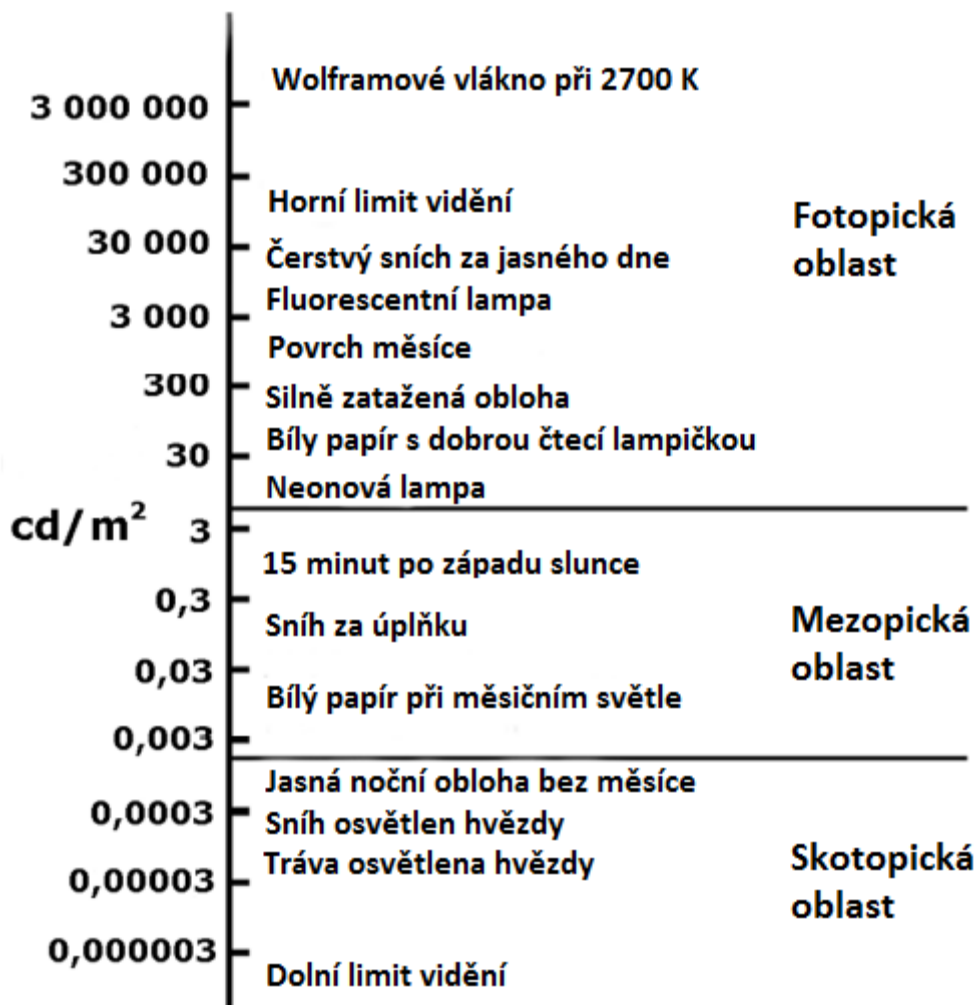 Wolframové vlákno při 2700 K
3 000 000
300 000
Horní limit vidění
Fotopická
oblast
30 000
Čerstvý sních za jasného dne
Fluorescentní lampa
3 000
Povrch měsíce
300
Silně zatažená obloha
Bíly papír s dobrou čtecí lampičkou
30
Neonová lampa
cd/m²
3
15 minut po západu slunce
0,3
Sníh za úplňku
Mezopická
oblast
0,03
Bílý papír při měsičním světle
0,003
Jasná noční obloha bez měsíce
0,0003
Sníh osvětlen hvězdy
Tráva osvětlena hvězdy
Skotopická
oblast
0,00003
0,000003
Dolní limit vidění